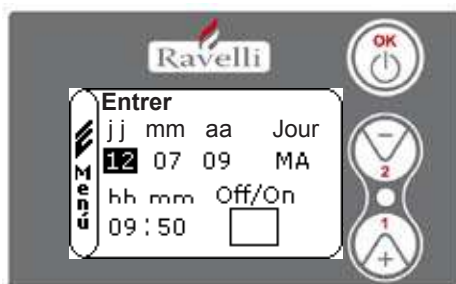 Ravelli
OK
Entrer
jj mm aa Jour
12 07 09 MA
hh mm Off/On
09:50
Menú
2
1